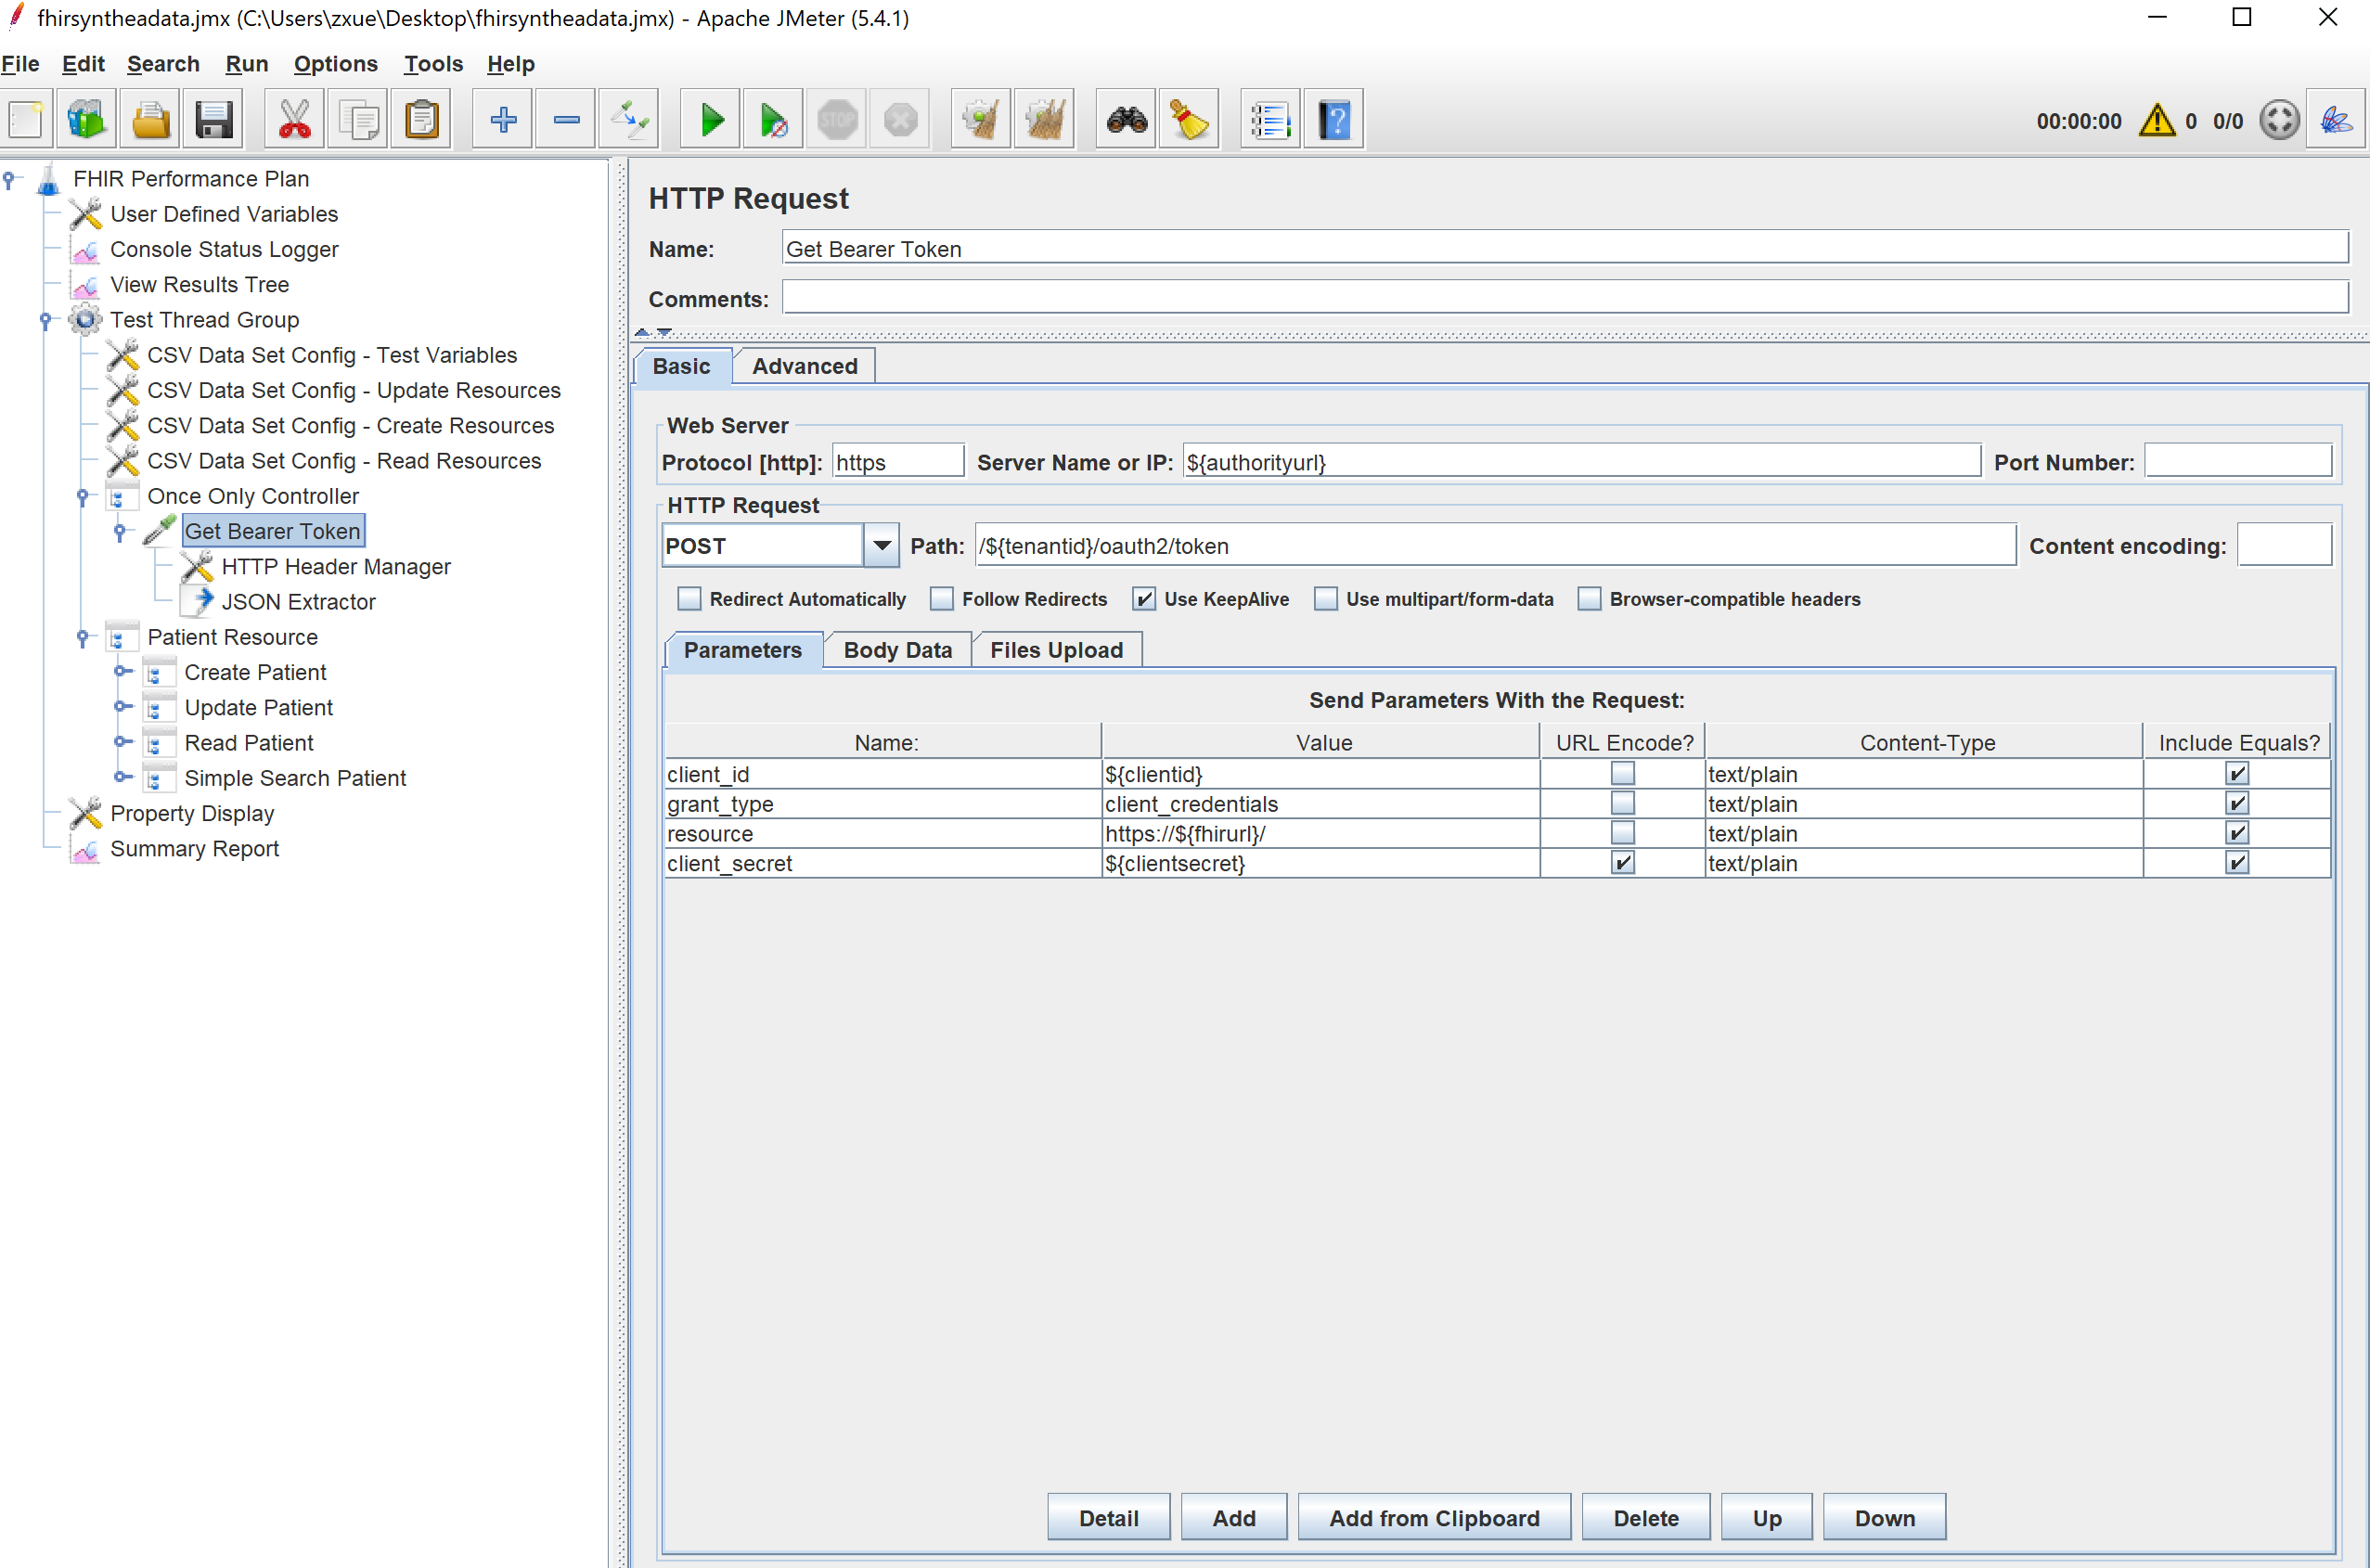 fhirsyntheadata.jmx (C:\Users\zxue\Desktop\fhirsyntheadata.jmx) - Apache JMeter (5.4.1)
File Edit Search Run Options Tools Help
STOP
00:00:00 0 0/0
FHIR Performance Plan
User Defined Variables
Console Status Logger
View Results Tree
Test Thread Group
CSV Data Set Config - Test Variables
CSV Data Set Config - Update Resources
CSV Data Set Config - Create Resources
CSV Data Set Config - Read Resources
Once Only Controller
Get Bearer Token
HTTP Header Manager
JSON Extractor
Patient Resource
Create Patient
Update Patient
Read Patient
Simple Search Patient
Property Display
Summary Report
HTTP Request
Name: Get Bearer Token
Comments:
Basic Advanced
Web Server
Protocol [http]: https Server Name or IP: ${authorityurl} Port Number:
HTTP Request
POST Path: /${tenantid}/oauth2/token Content encoding:
Redirect Automatically Follow Redirects Use KeepAlive Use multipart/form-data Browser-compatible headers
Parameters Body Data Files Upload
Send Parameters With the Request:
Name: Value URL Encode? Content-Type Include Equals?
client_id ${clientid} text/plain
grant_type client_credentials text/plain
resource https://${fhirurl}/ text/plain
client_secret ${clientsecret} text/plain
Detail Add Add from Clipboard Delete Up Down